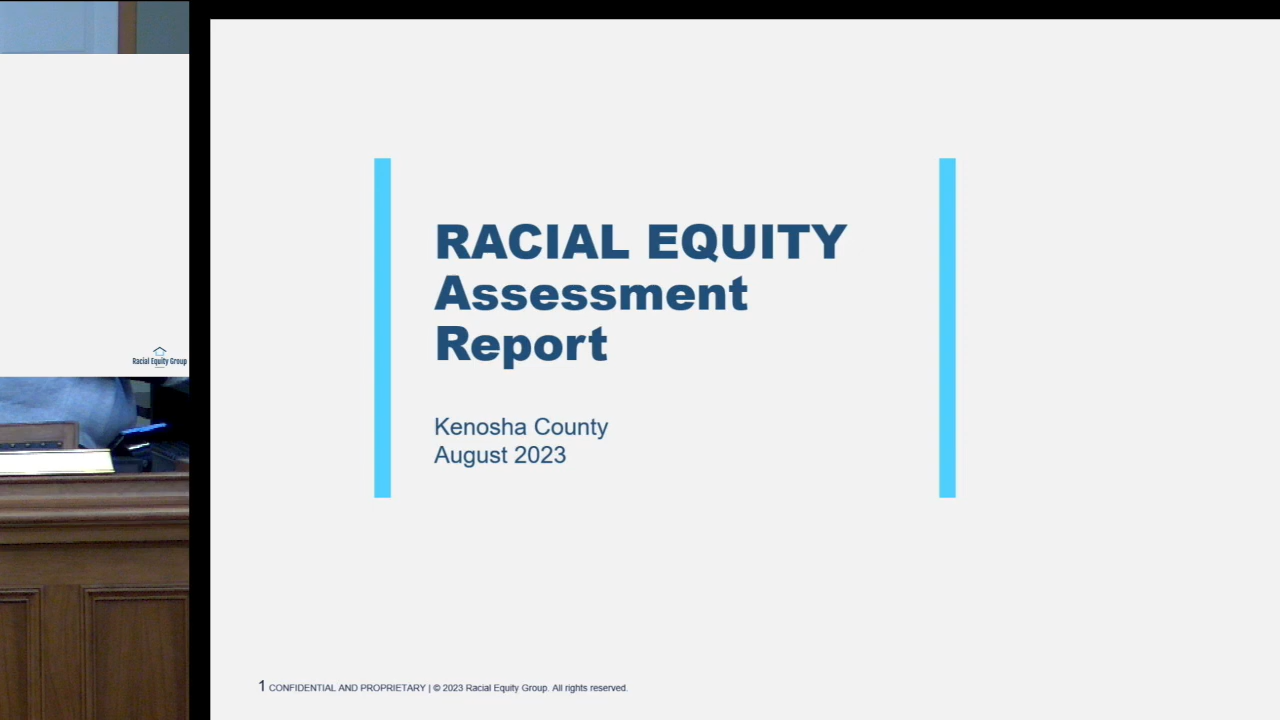 RACIAL EQUITY
Assessment
Report
Kenosha County
August 2023
Racial Equity Group
1 CONFIDENTIAL AND PROPRIETARY | © 2023 Racial Equity Group. All rights reserved.